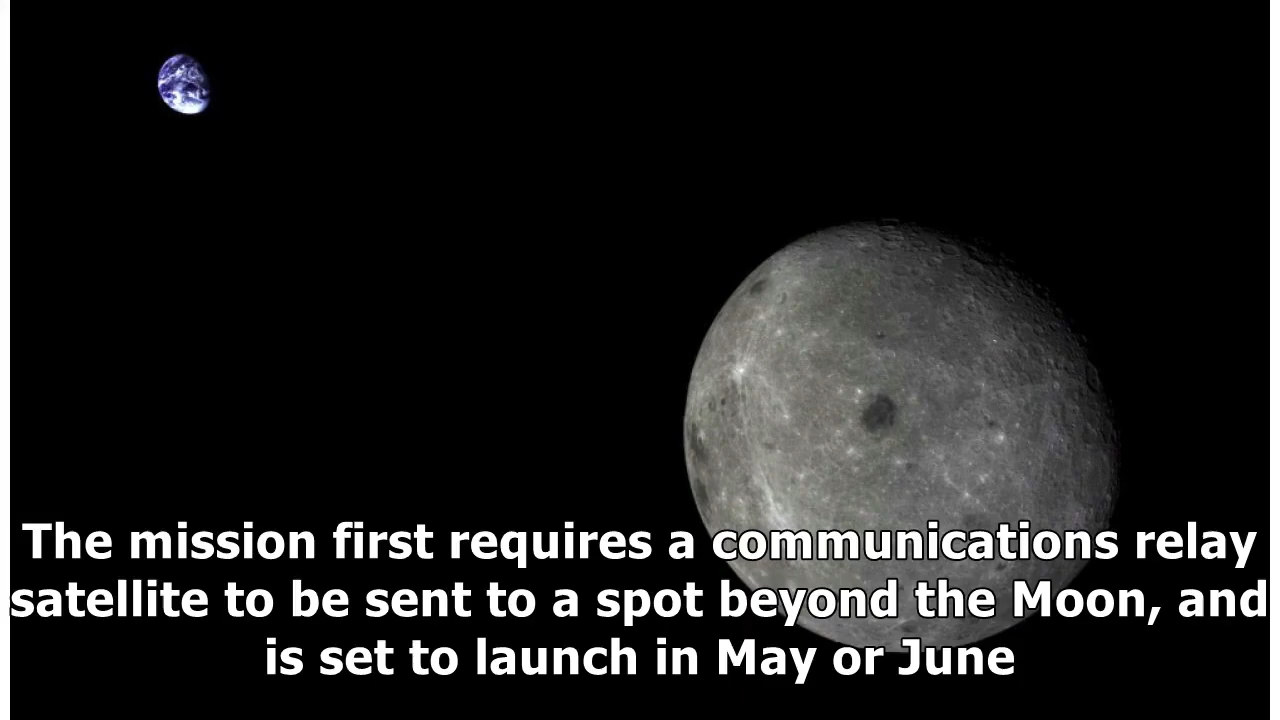 The mission first requires a communications relay
satellite to be sent to a spot beyond the Moon, and
is set to launch in May or June